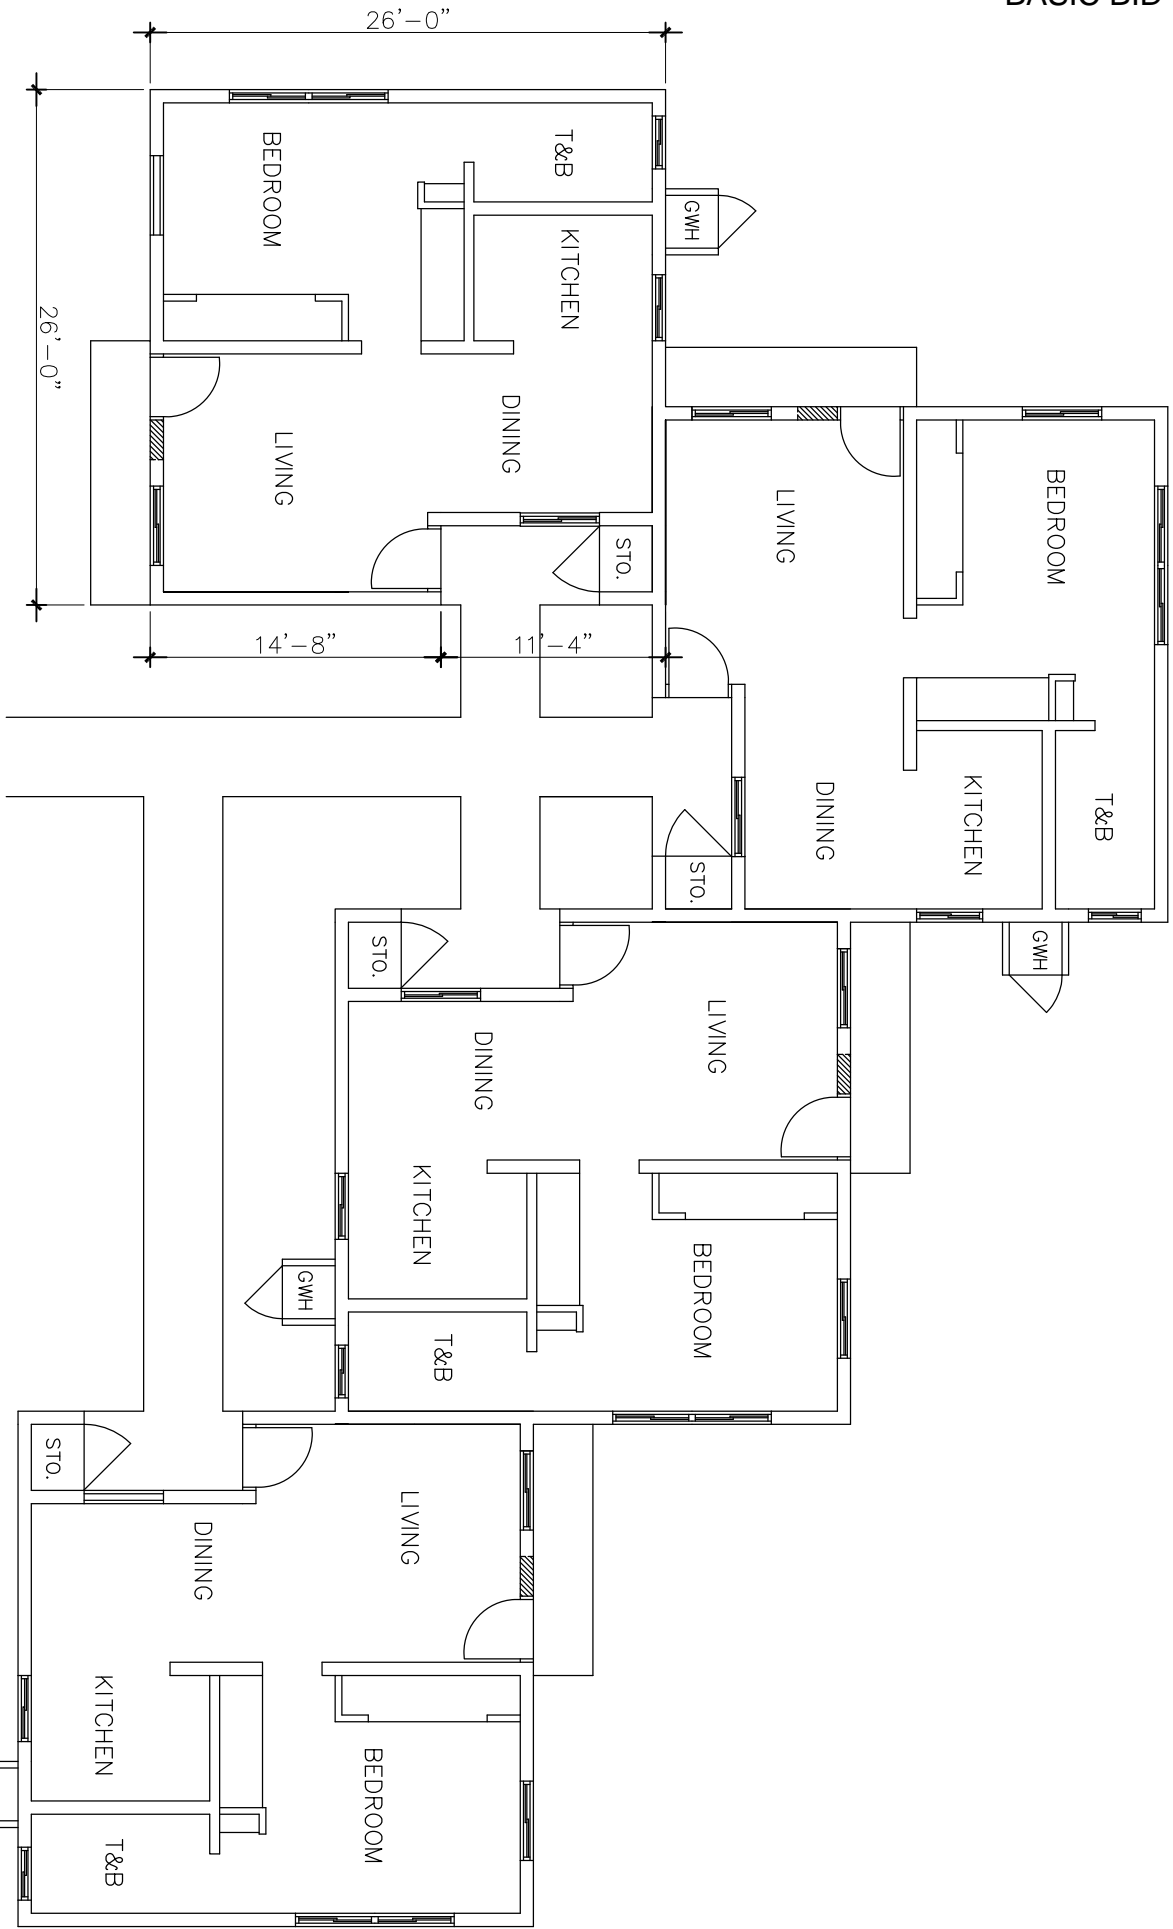 BASIC BID
26'-0"
26'-0"
BEDROOM
T&B
GWH
KITCHEN
DINING
LIVING
STO.
14'-8"
11'-4"
LIVING
BEDROOM
DINING
KITCHEN
T&B
STO.
GWH
STO.
LIVING
DINING
KITCHEN
BEDROOM
GWH
T&B
STO.
LIVING
DINING
KITCHEN
BEDROOM
T&B